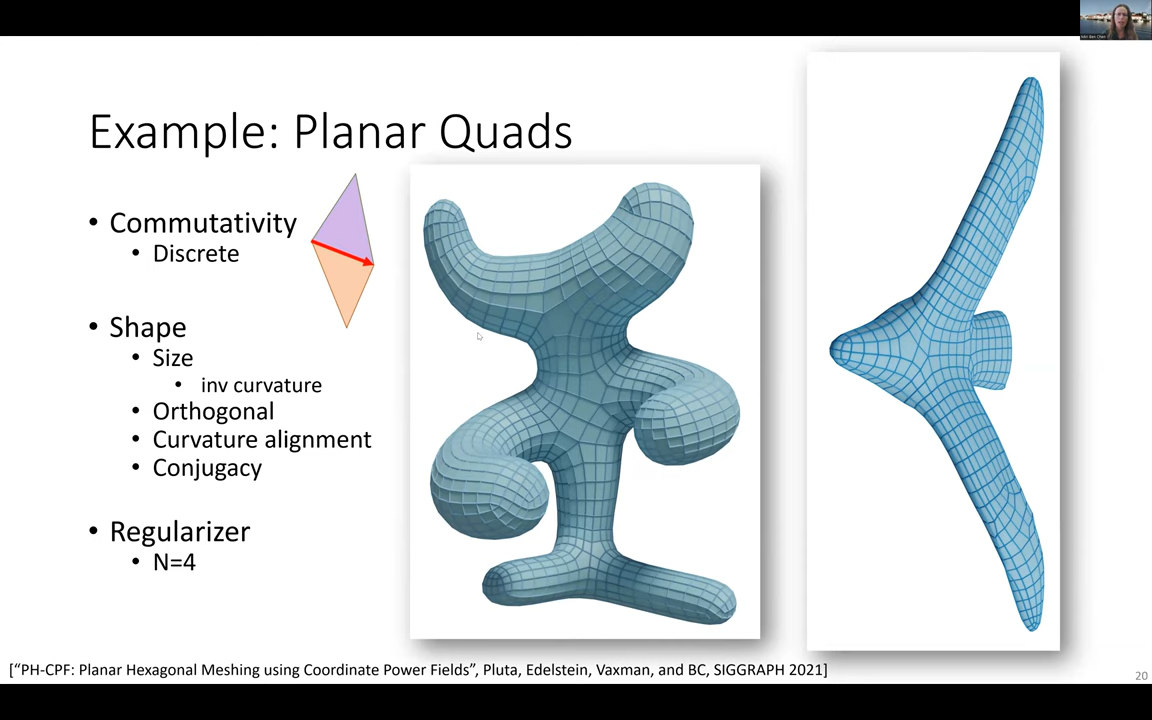 Example: Planar Quads
• Commutativity
• Discrete
• Shape
• Size
• inv curvature
• Orthogonal
• Curvature alignment
• Conjugacy
• Regularizer
• N=4
["PH-CPF: Planar Hexagonal Meshing using Coordinate Power Fields", Pluta, Edelstein, Vaxman, and BC, SIGGRAPH 2021]
20